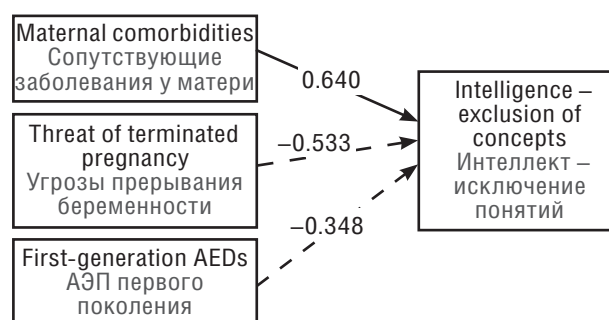 Maternal comorbidities
Сопутствующие
заболевания у матери
0.640
Threat of terminated
pregnancy
Угрозы прерывания
беременности
–0.533
First-generation AEDs
АЭП первого
поколения
–0.348
Intelligence –
exclusion of
concepts
Интеллект –
исключение
понятий